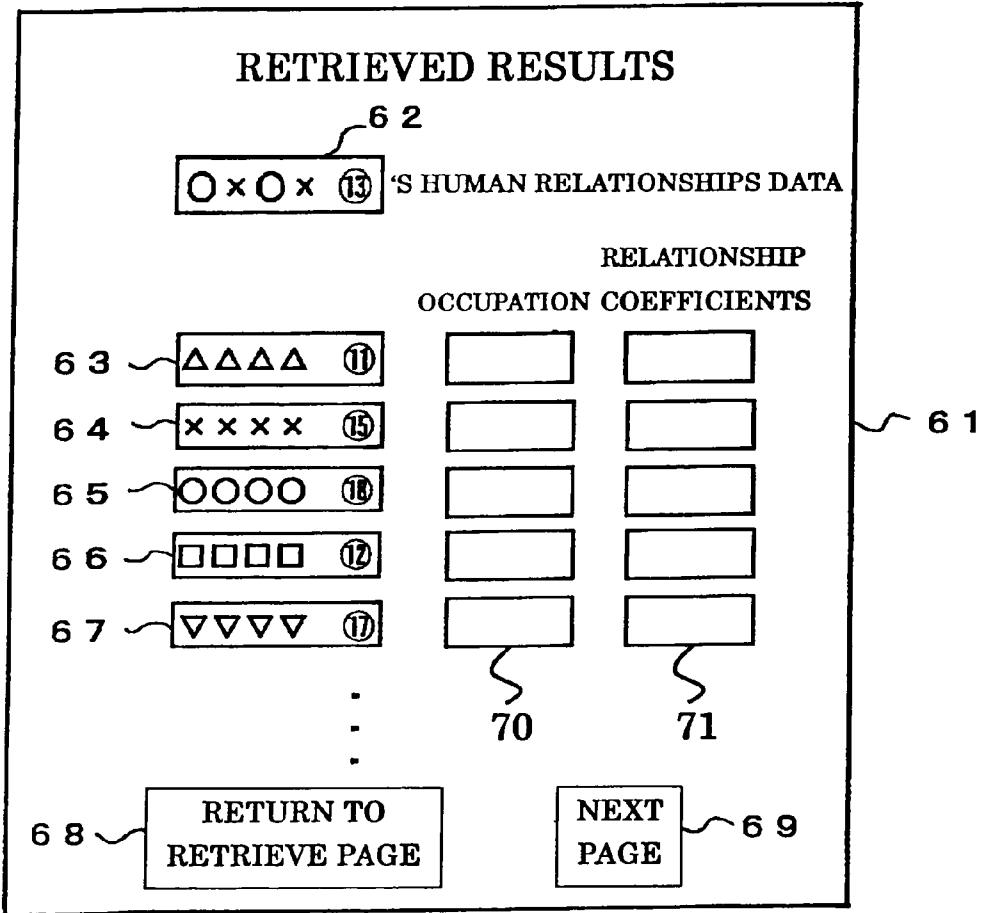 RETRIEVED RESULTS
62
○×○× ⑬ 'S HUMAN RELATIONSHIPS DATA
RELATIONSHIP
OCCUPATION COEFFICIENTS
63 △△△△ ⑪
64 ×××× ⑮
61
65 ○○○○ ⑱
66 □□□□ ⑫
67 ▽▽▽▽ ⑰
70 71
RETURN TO
RETRIEVE PAGE
68
NEXT
PAGE
69